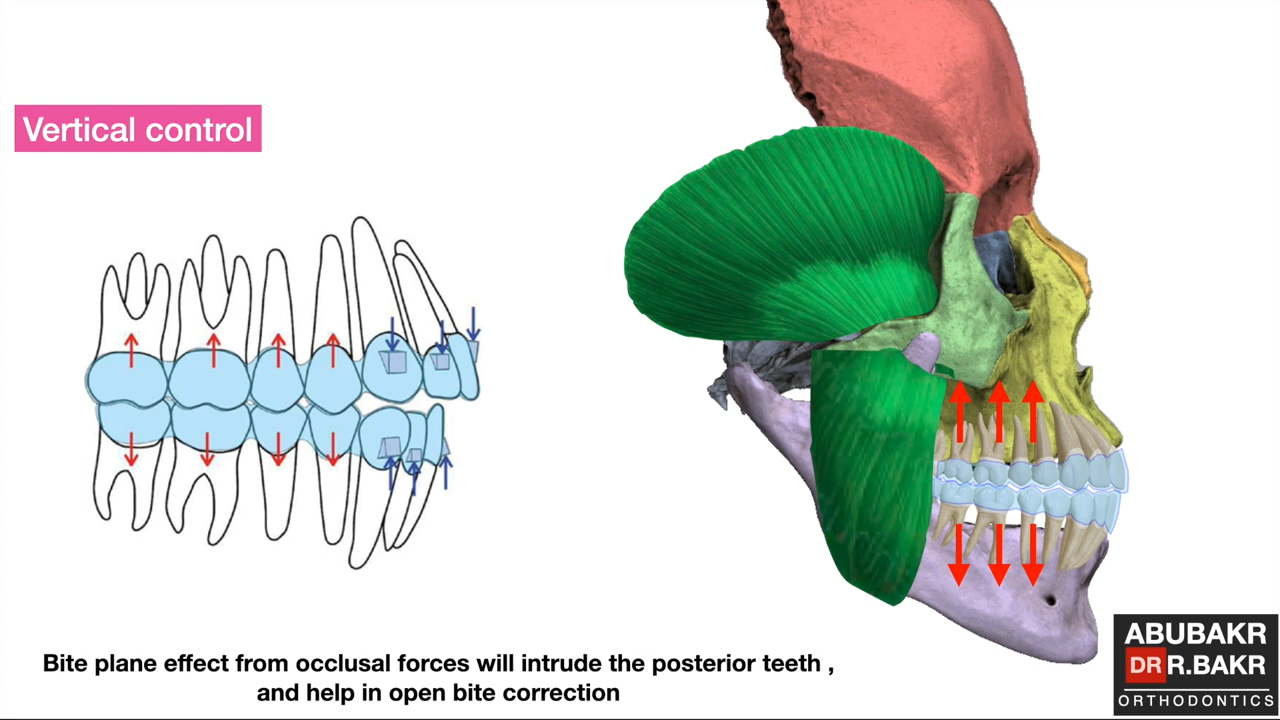 Vertical control
Bite plane effect from occlusal forces will intrude the posterior teeth ,
and help in open bite correction
ABUBAKR
DR R.BAKR
ORTHODONTICS